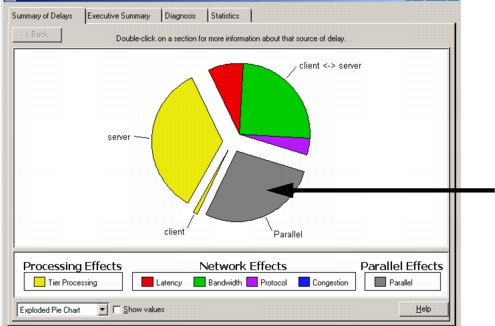 Summary of Delays Executive Summary Diagnosis Statistics
< Back Double-click on a section for more information about that source of delay.
client <-> server
server
client
Parallel
Processing Effects Network Effects Parallel Effects
Tier Processing Latency Bandwidth Protocol Congestion Parallel
Exploded Pie Chart Show values Help